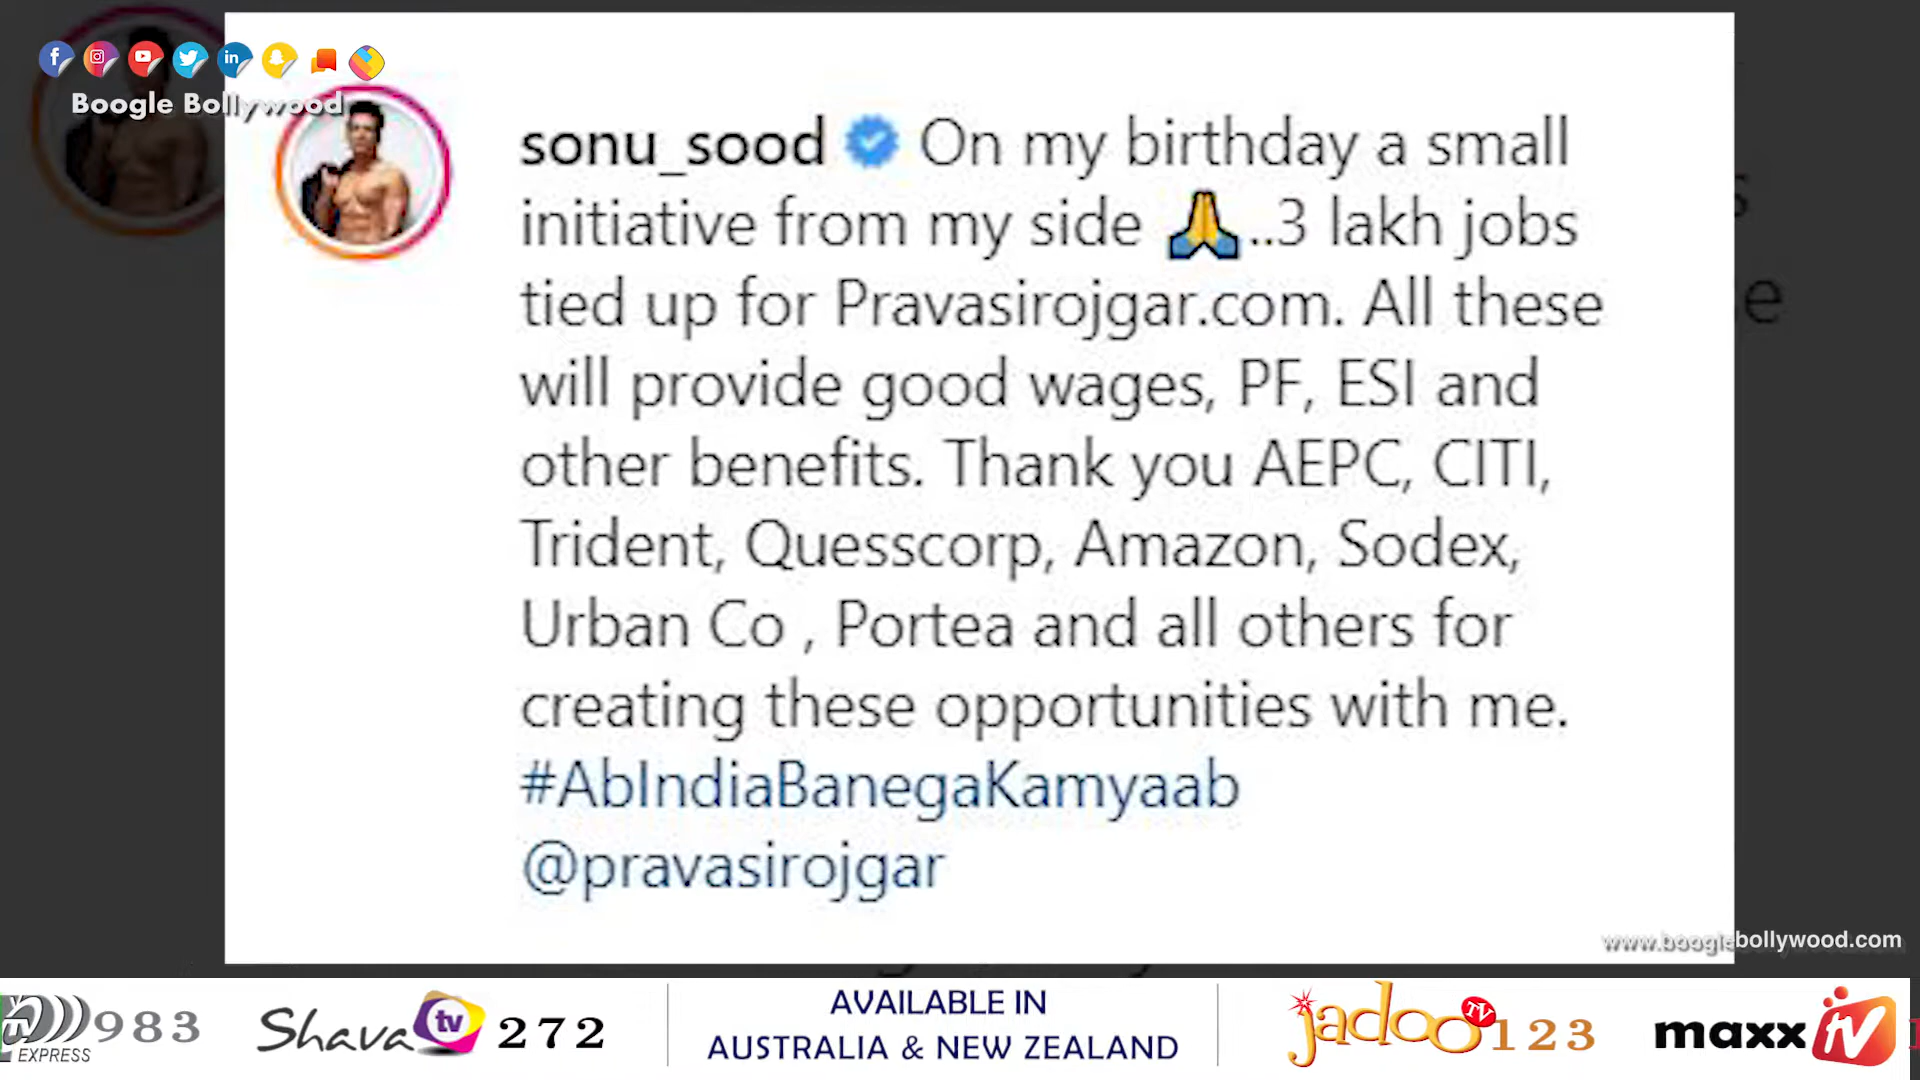 Boogle Bollywood
sonu_sood On my birthday a small
initiative from my side 🙏..3 lakh jobs
tied up for Pravasirojgar.com. All these
will provide good wages, PF, ESI and
other benefits. Thank you AEPC, CITI,
Trident, Quesscorp, Amazon, Sodex,
Urban Co , Portea and all others for
creating these opportunities with me.
#AbIndiaBanegaKamyaab
@pravasirojgar
www.booglebollywood.com
EXPRESS 983
Shava tv 272
AVAILABLE IN
AUSTRALIA & NEW ZEALAND
jadoo TV 123
maxx tv